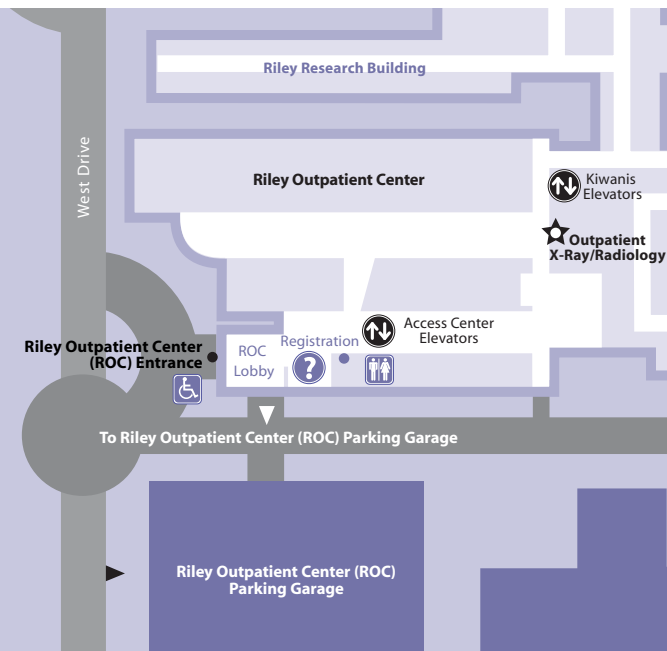 Riley Research Building
West Drive
Riley Outpatient Center
Kiwanis
Elevators
Outpatient
X-Ray/Radiology
Access Center
Elevators
Registration
?
ROC
Lobby
Riley Outpatient Center
(ROC) Entrance
To Riley Outpatient Center (ROC) Parking Garage
Riley Outpatient Center (ROC)
Parking Garage